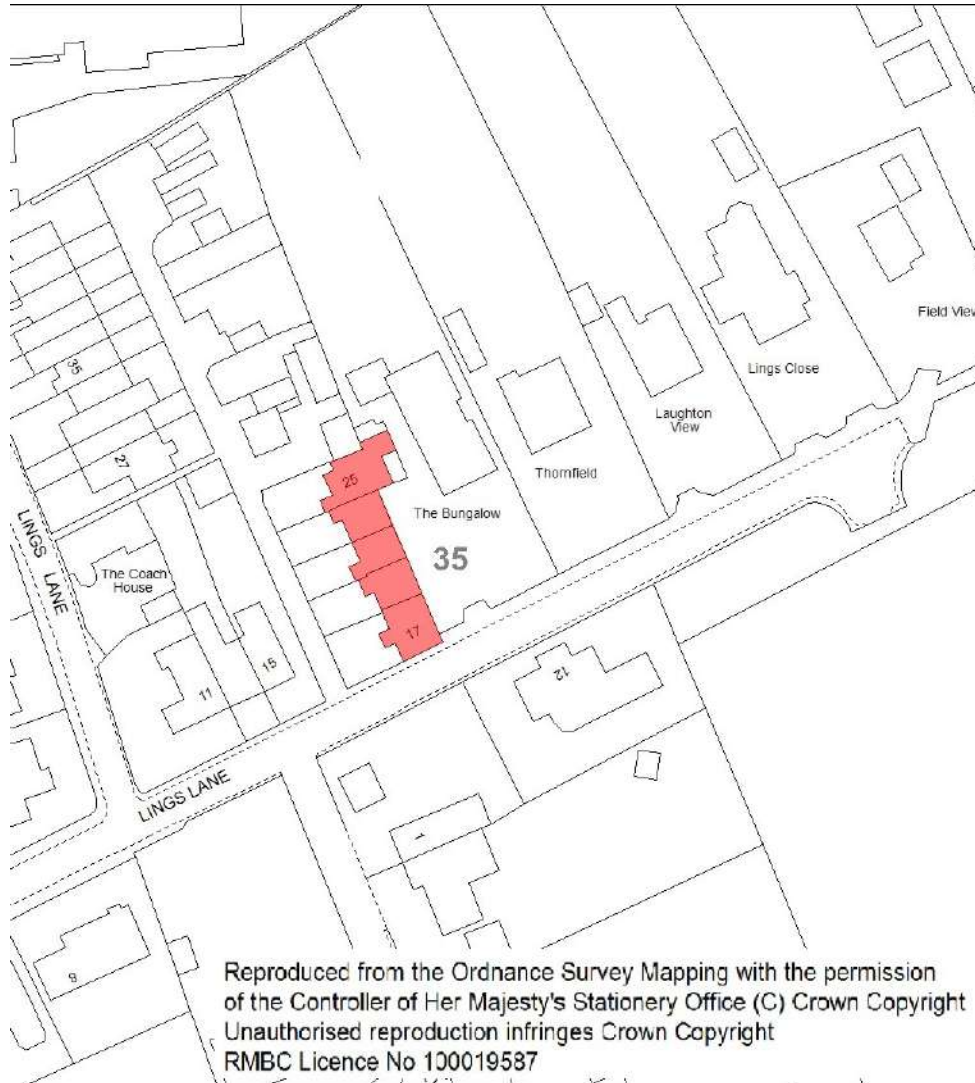 Field View
Lings Close
35
Laughton
View
Thornfield
27
25
The Bungalow
LINGS
LANE
35
The Coach
House
17
15
11
12
LINGS LANE
1
8
Reproduced from the Ordnance Survey Mapping with the permission
of the Controller of Her Majesty's Stationery Office (C) Crown Copyright
Unauthorised reproduction infringes Crown Copyright
RMBC Licence No 100019587